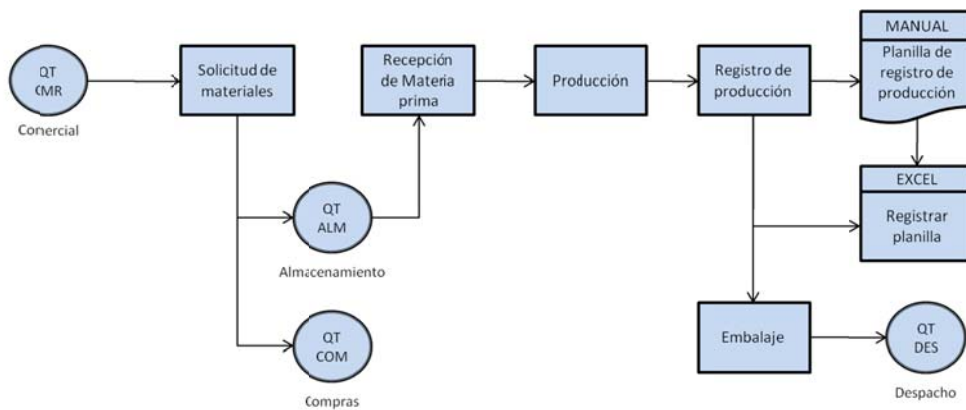 QT
CMR
Comercial
Solicitud de
materiales
Recepción
de Materia
prima
Producción
Registro de
producción
MANUAL
Planilla de
registro de
producción
EXCEL
Registrar
planilla
QT
ALM
Almacenamiento
QT
COM
Compras
Embalaje
QT
DES
Despacho